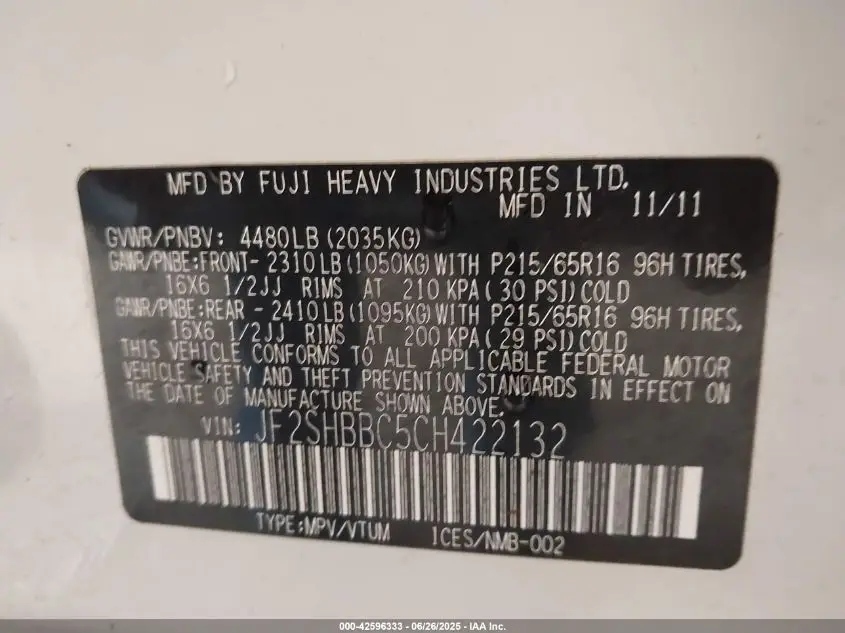 MFD BY FUJI HEAVY INDUSTRIES LTD.
MFD IN 11/11
GVWR/PNBV: 4480LB (2035KG)
GAWR/PNBE:FRONT- 2310LB(1050KG)WITH P215/65R16 96H TIRES,
16X6 1/2JJ RIMS AT 210 KPA(30 PSI)COLD
GAWR/PNBE:REAR - 2410LB(1095KG)WITH P215/65R16 96H TIRES,
16X6 1/2JJ RIMS AT 200 KPA(29 PSI)COLD
THIS VEHICLE CONFORMS TO ALL APPLICABLE FEDERAL MOTOR
VEHICLE SAFETY AND THEFT PREVENTION STANDARDS IN EFFECT ON
THE DATE OF MANUFACTURE SHOWN ABOVE.
VIN: JF2SHBBC5CH422132
TYPE:MPV/VTUM ICES/NMB-002
000-42596333 / 06/26/2025 - IAA Inc.